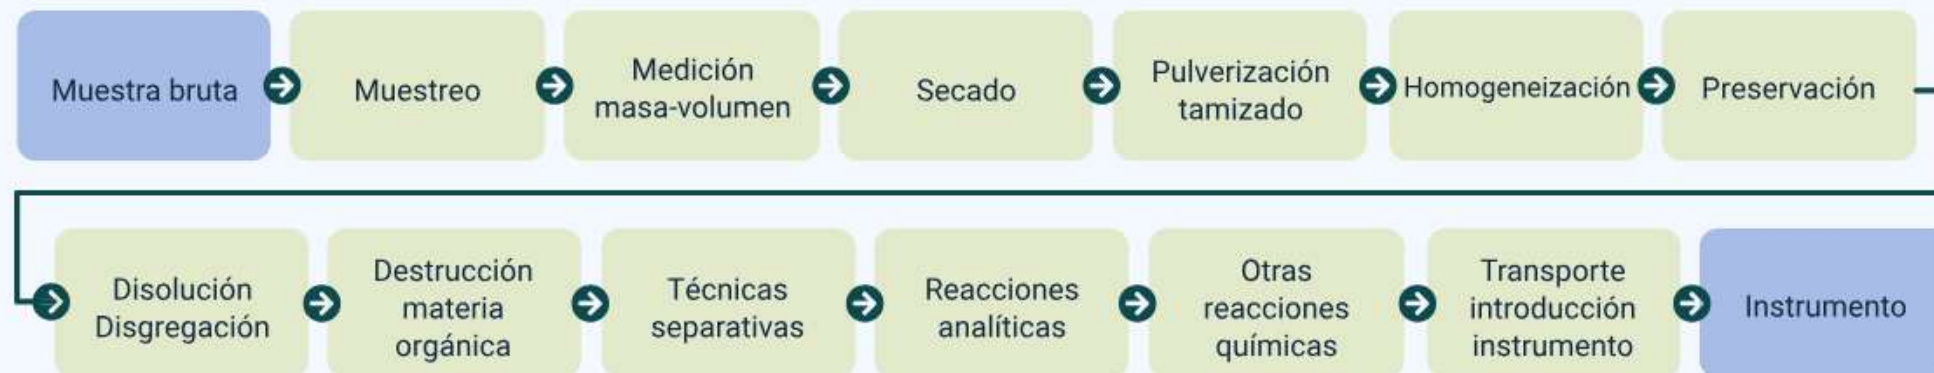 Muestra bruta
Muestreo
Medición
masa-volumen
Secado
Pulverización
tamizado
Homogeneización
Preservación
Disolución
Disgregación
Destrucción
materia
orgánica
Técnicas
separativas
Reacciones
analíticas
Otras
reacciones
químicas
Transporte
introducción
instrumento
Instrumento